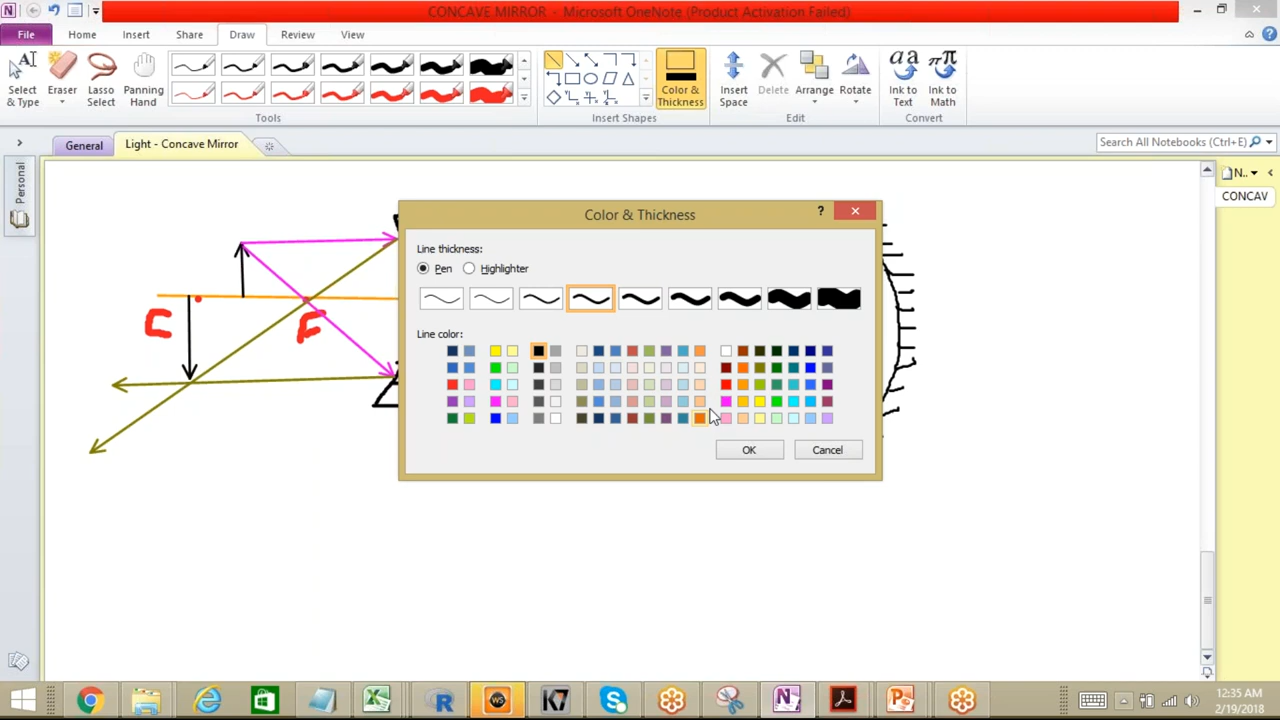 CONCAVE MIRROR - Microsoft OneNote (Product Activation Failed)
File Home Insert Share Draw Review View
Select & Type
Eraser
Lasso Select
Panning Hand
Color & Thickness
Insert Space
Delete
Arrange
Rotate
Ink to Text
Ink to Math
Tools
Insert Shapes
Edit
Convert
General
Light - Concave Mirror
Search All Notebooks (Ctrl+E)
N..
Personal
CONCAV
Color & Thickness
?
Line thickness:
Pen Highlighter
Line color:
OK
Cancel
C
F
12:35 AM
2/19/2018